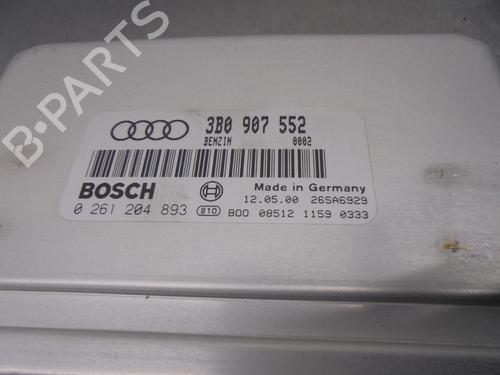 3B0 907 552
BENZIN 0002
BOSCH
Made in Germany
12.05.00 26SA6929
0 261 204 893 810 B00 08512 1159 0333
B-PARTS